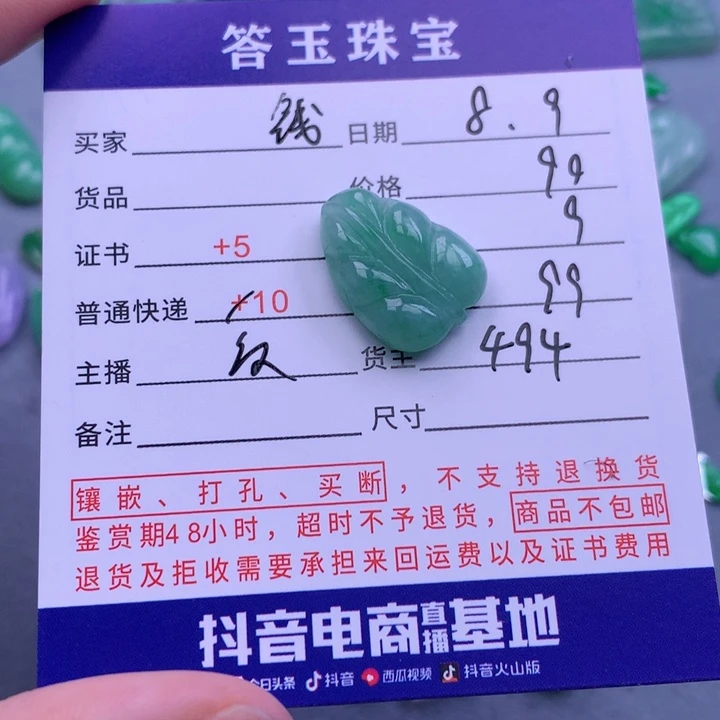 答玉珠宝
买家 钱 日期 8.9
货品 价格 99
证书 +5 9
普通快递 +10 99
主播 货主 494
备注 尺寸
镶嵌、打孔、买断，不支持退换货
鉴赏期48小时，超时不予退货，商品不包邮
退货及拒收需要承担来回运费以及证书费用
抖音电商直播基地
今日头条 抖音 西瓜视频 抖音火山版